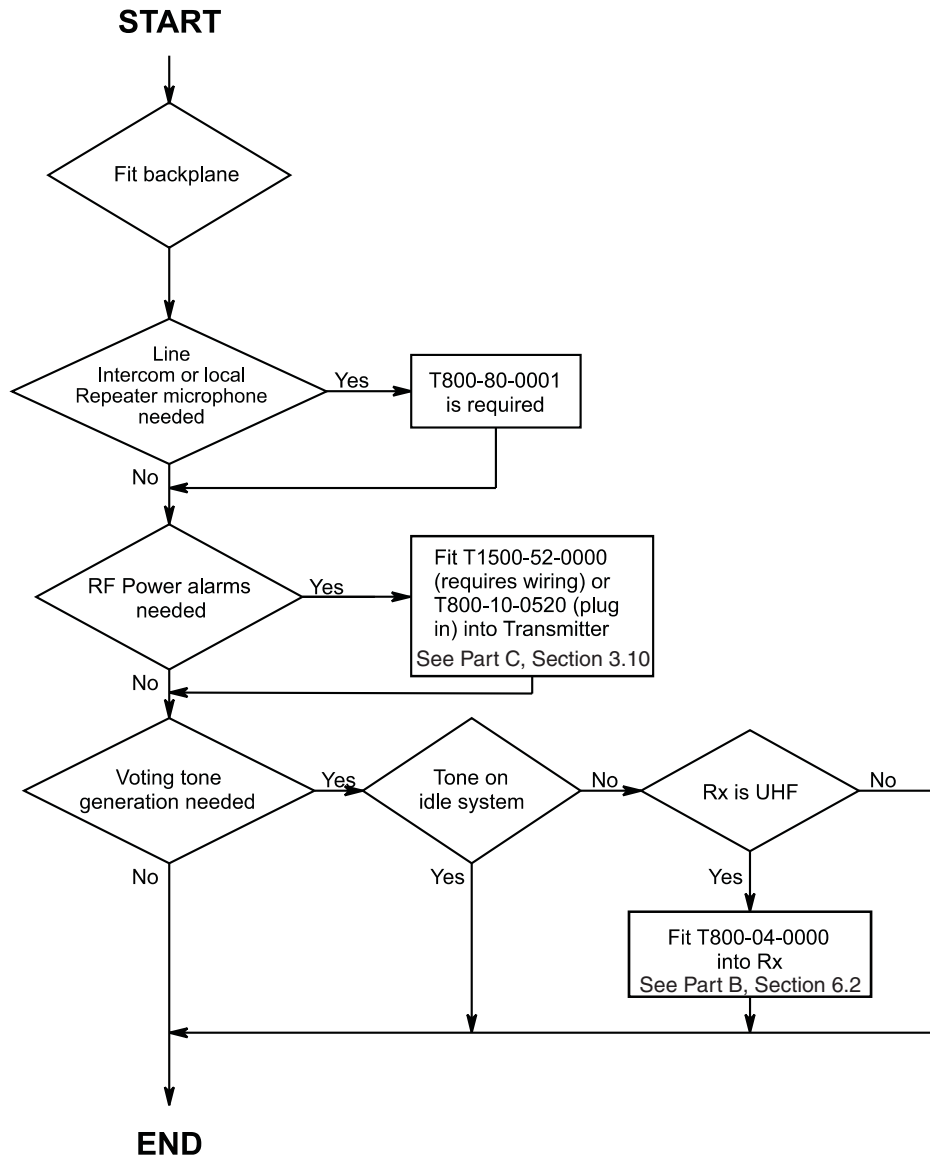 START
Fit backplane
Line
Intercom or local
Repeater microphone
needed
Yes
T800-80-0001
is required
No
RF Power alarms
needed
Yes
Fit T1500-52-0000
(requires wiring) or
T800-10-0520 (plug
in) into Transmitter
See Part C, Section 3.10
No
Voting tone
generation needed
Yes
Tone on
idle system
No
Rx is UHF
No
No
Yes
Yes
Fit T800-04-0000
into Rx
See Part B, Section 6.2
END